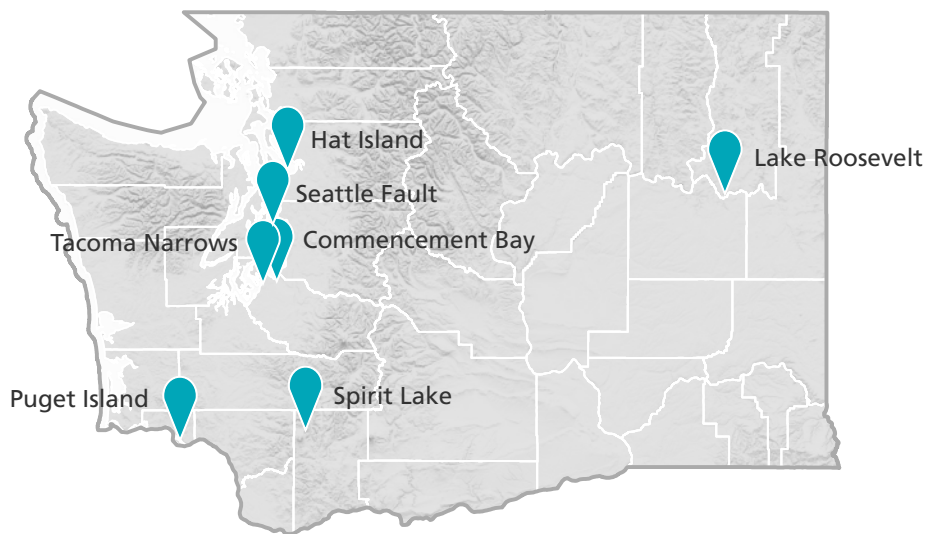 Hat Island
Lake Roosevelt
Seattle Fault
Tacoma Narrows
Commencement Bay
Puget Island
Spirit Lake